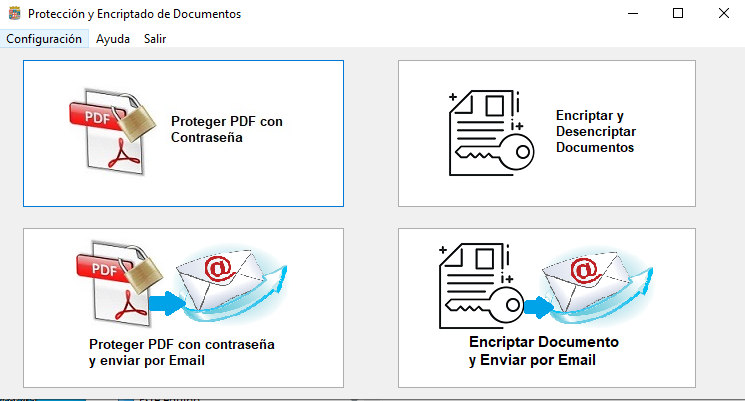 Protección y Encriptado de Documentos
Configuración Ayuda Salir
PDF
Proteger PDF con
Contraseña
Encriptar y
Desencriptar
Documentos
PDF
@
Proteger PDF con contraseña
y enviar por Email
@
Encriptar Documento
y Enviar por Email